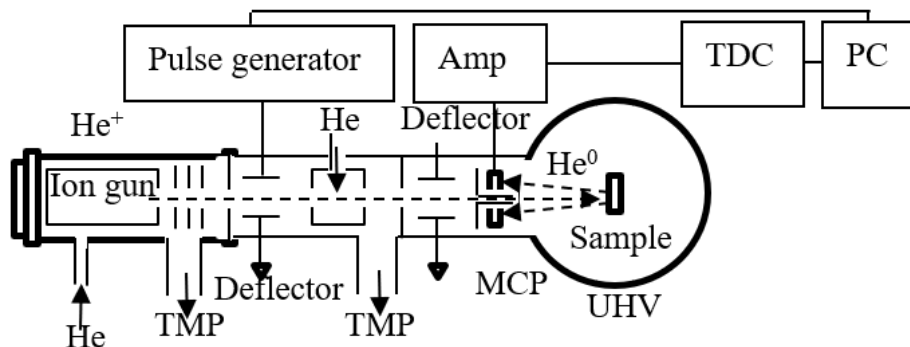 Pulse generator
Amp
TDC
PC
He⁺
He
Deflector
He⁰
Ion gun
Sample
Deflector
MCP
UHV
He
TMP
TMP